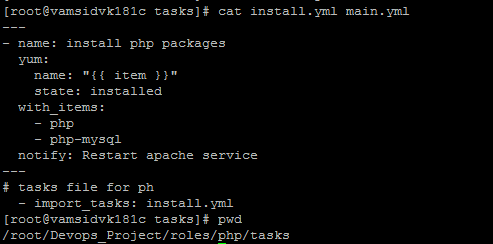 [root@vamsidvk181c tasks]# cat install.yml main.yml
---
- name: install php packages
  yum:
    name: "{{ item }}"
    state: installed
  with_items:
    - php
    - php-mysql
  notify: Restart apache service
---
# tasks file for ph
  - import_tasks: install.yml
[root@vamsidvk181c tasks]# pwd
/root/Devops_Project/roles/php/tasks